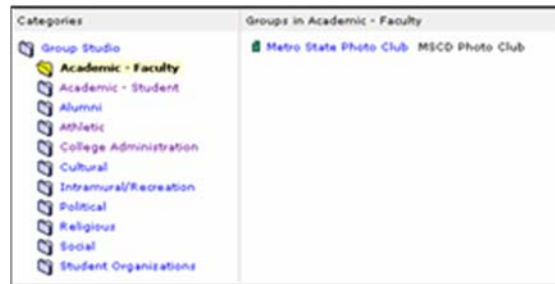 Categories
Groups in Academic - Faculty
Group Studio
Academic - Faculty
Academic - Student
Alumni
Athletic
College Administration
Cultural
Intramural/Recreation
Political
Religious
Social
Student Organizations
Metro State Photo Club MSCD Photo Club